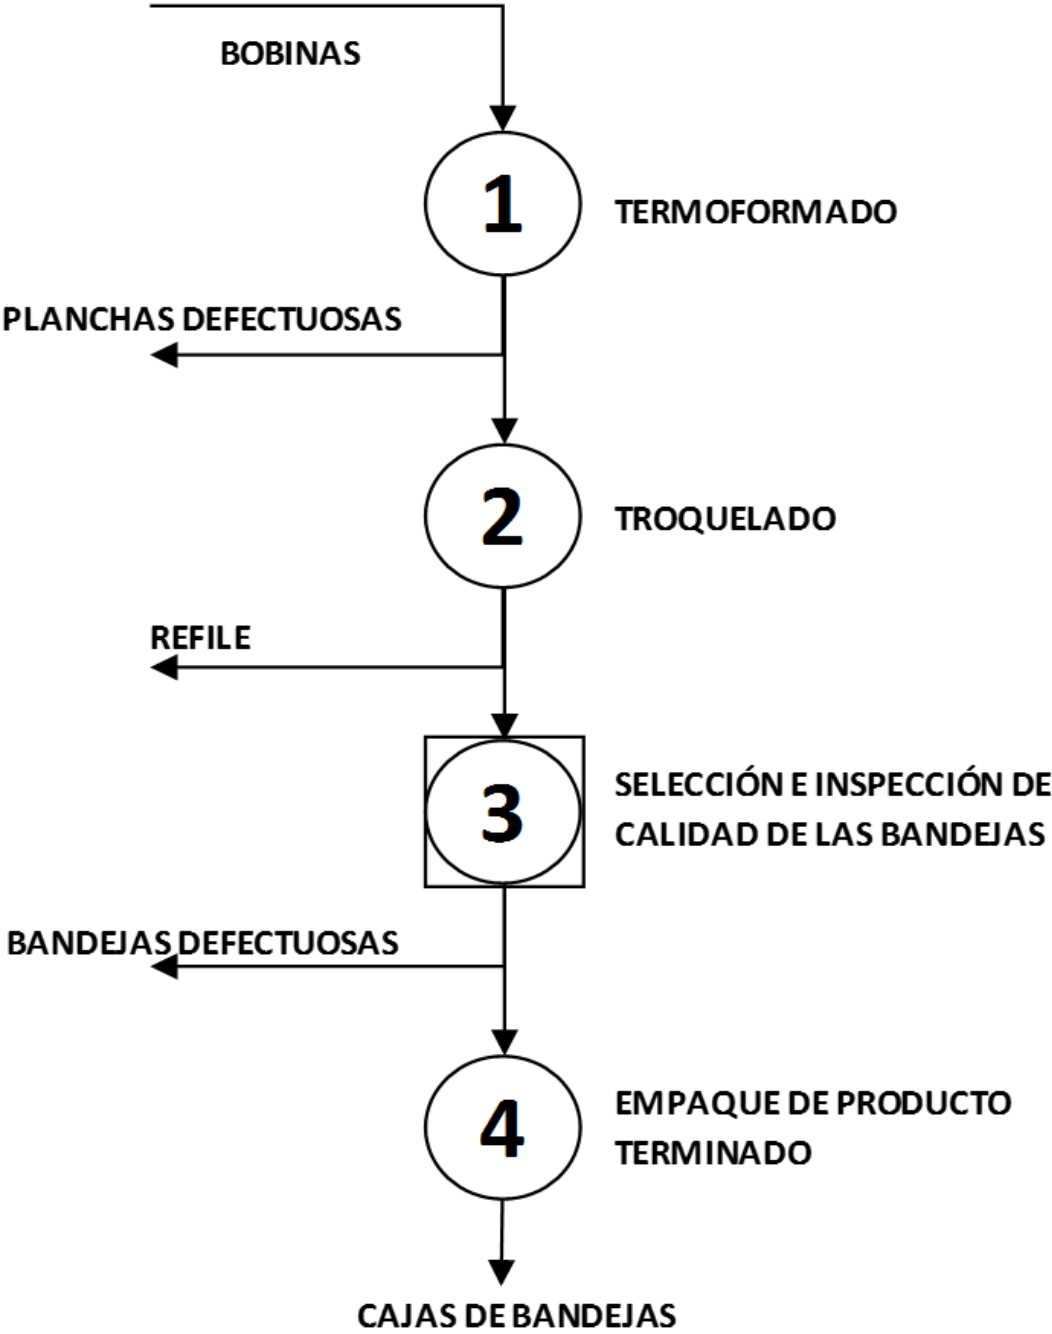 BOBINAS
1
TERMOFORMADO
PLANCHAS DEFECTUOSAS
2
TROQUELADO
REFILE
3
SELECCIÓN E INSPECCIÓN DE
CALIDAD DE LAS BANDEJAS
BANDEJAS DEFECTUOSAS
4
EMPAQUE DE PRODUCTO
TERMINADO
CAJAS DE BANDEJAS